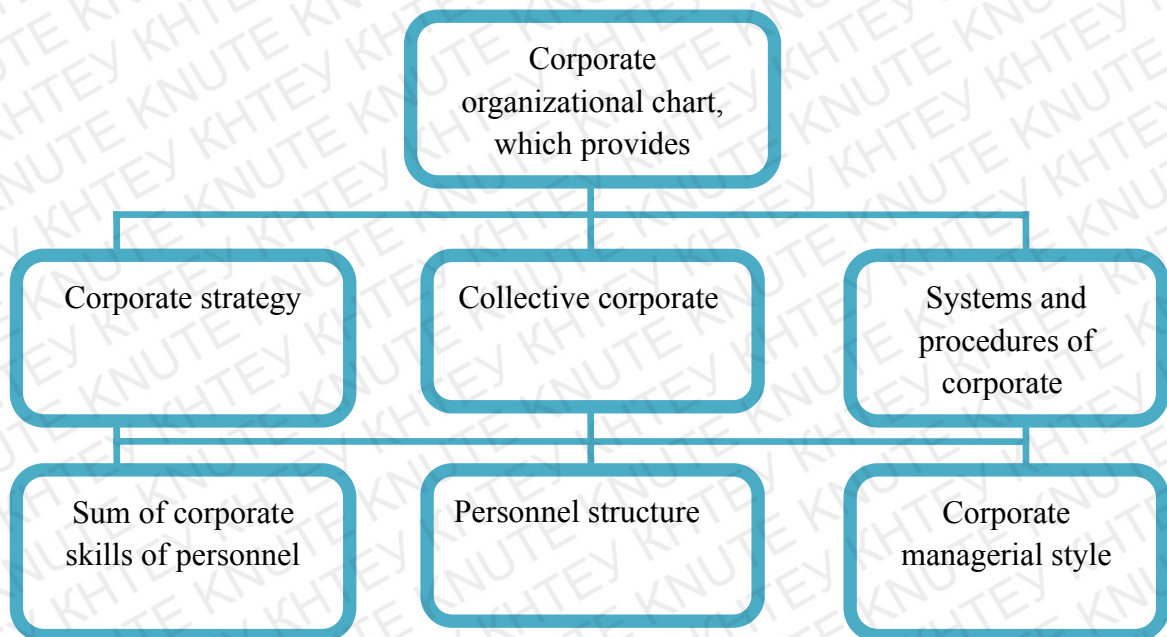 Corporate
organizational chart,
which provides
Corporate strategy
Collective corporate
Systems and
procedures of
corporate
Sum of corporate
skills of personnel
Personnel structure
Corporate
managerial style